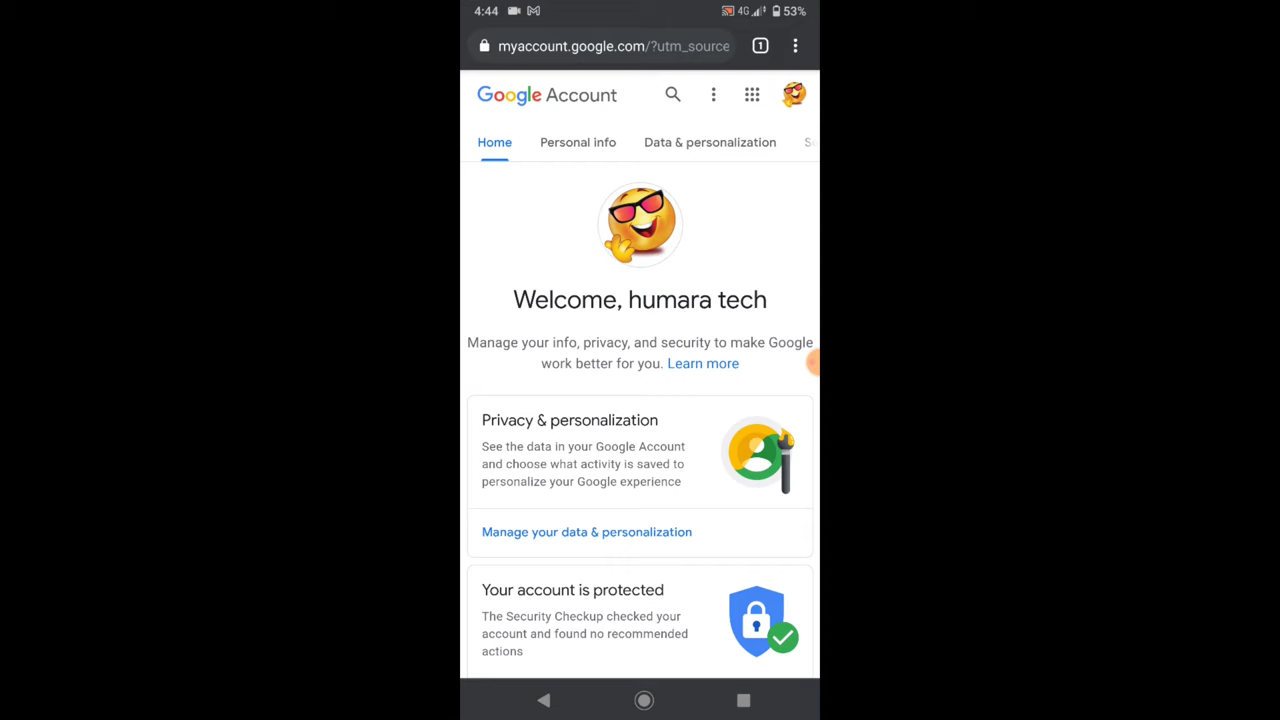 4:44 4G 53%
myaccount.google.com/?utm_source 1
Google Account
Home Personal info Data & personalization S
Welcome, humara tech
Manage your info, privacy, and security to make Google
work better for you. Learn more
Privacy & personalization
See the data in your Google Account
and choose what activity is saved to
personalize your Google experience
Manage your data & personalization
Your account is protected
The Security Checkup checked your
account and found no recommended
actions